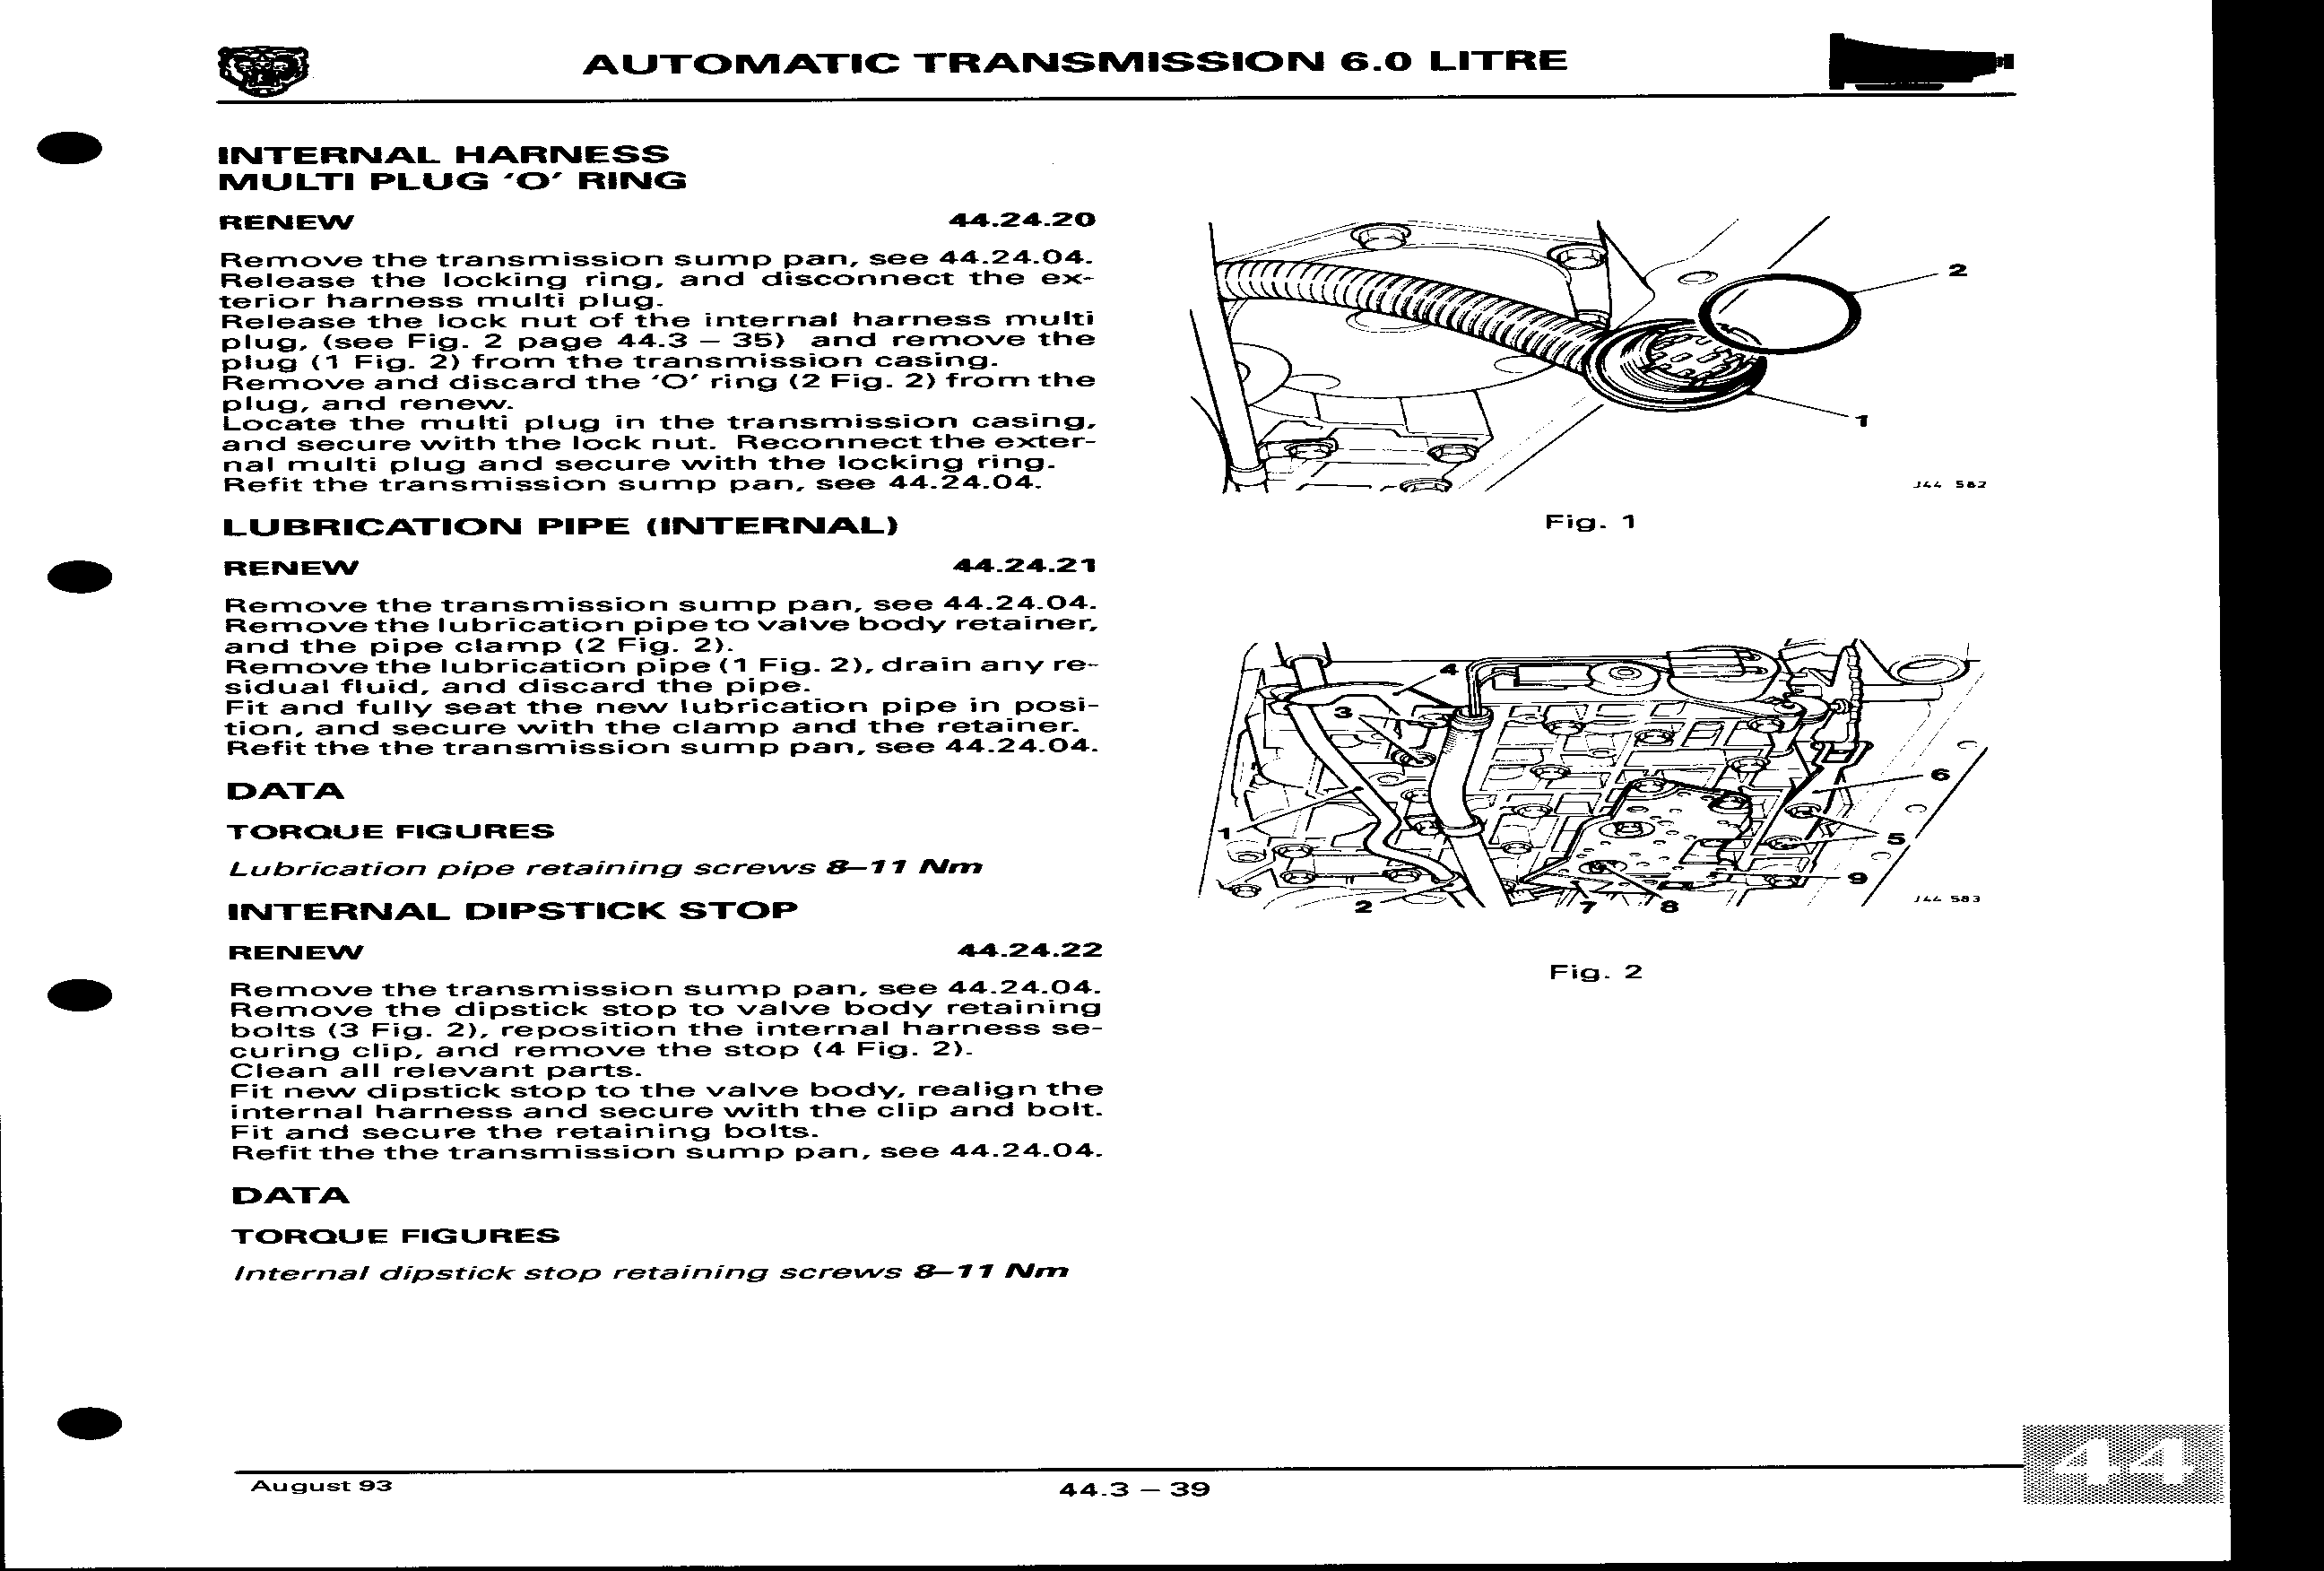 AUTOMATIC TRANSMISSION 6.0 LITRE
INTERNAL HARNESS
MULTI PLUG ‘O’ RING
RENEW 44.24.20
Remove the transmission sump pan, see 44.24.04.
Release the locking ring, and disconnect the ex-
terior harness multi plug.
Release the lock nut of the internal harness multi
plug, (see Fig. 2 page 44.3 – 35) and remove the
plug (1 Fig. 2) from the transmission casing.
Remove and discard the ‘O’ ring (2 Fig. 2) from the
plug, and renew.
Locate the multi plug in the transmission casing,
and secure with the lock nut. Reconnect the exter-
nal multi plug and secure with the locking ring.
Refit the transmission sump pan, see 44.24.04.
LUBRICATION PIPE (INTERNAL)
RENEW 44.24.21
Remove the transmission sump pan, see 44.24.04.
Remove the lubrication pipe to valve body retainer,
and the pipe clamp (2 Fig. 2).
Remove the lubrication pipe (1 Fig. 2), drain any re-
sidual fluid, and discard the pipe.
Fit and fully seat the new lubrication pipe in posi-
tion, and secure with the clamp and the retainer.
Refit the the transmission sump pan, see 44.24.04.
DATA
TORQUE FIGURES
Lubrication pipe retaining screws 8–11 Nm
INTERNAL DIPSTICK STOP
RENEW 44.24.22
Remove the transmission sump pan, see 44.24.04.
Remove the dipstick stop to valve body retaining
bolts (3 Fig. 2), reposition the internal harness se-
curing clip, and remove the stop (4 Fig. 2).
Clean all relevant parts.
Fit new dipstick stop to the valve body, realign the
internal harness and secure with the clip and bolt.
Fit and secure the retaining bolts.
Refit the the transmission sump pan, see 44.24.04.
DATA
TORQUE FIGURES
Internal dipstick stop retaining screws 8–11 Nm
2
1
J44 582
Fig. 1
4
3
6
1
5
9
2
7
8
J44 583
Fig. 2
August 93
44.3 – 39
44